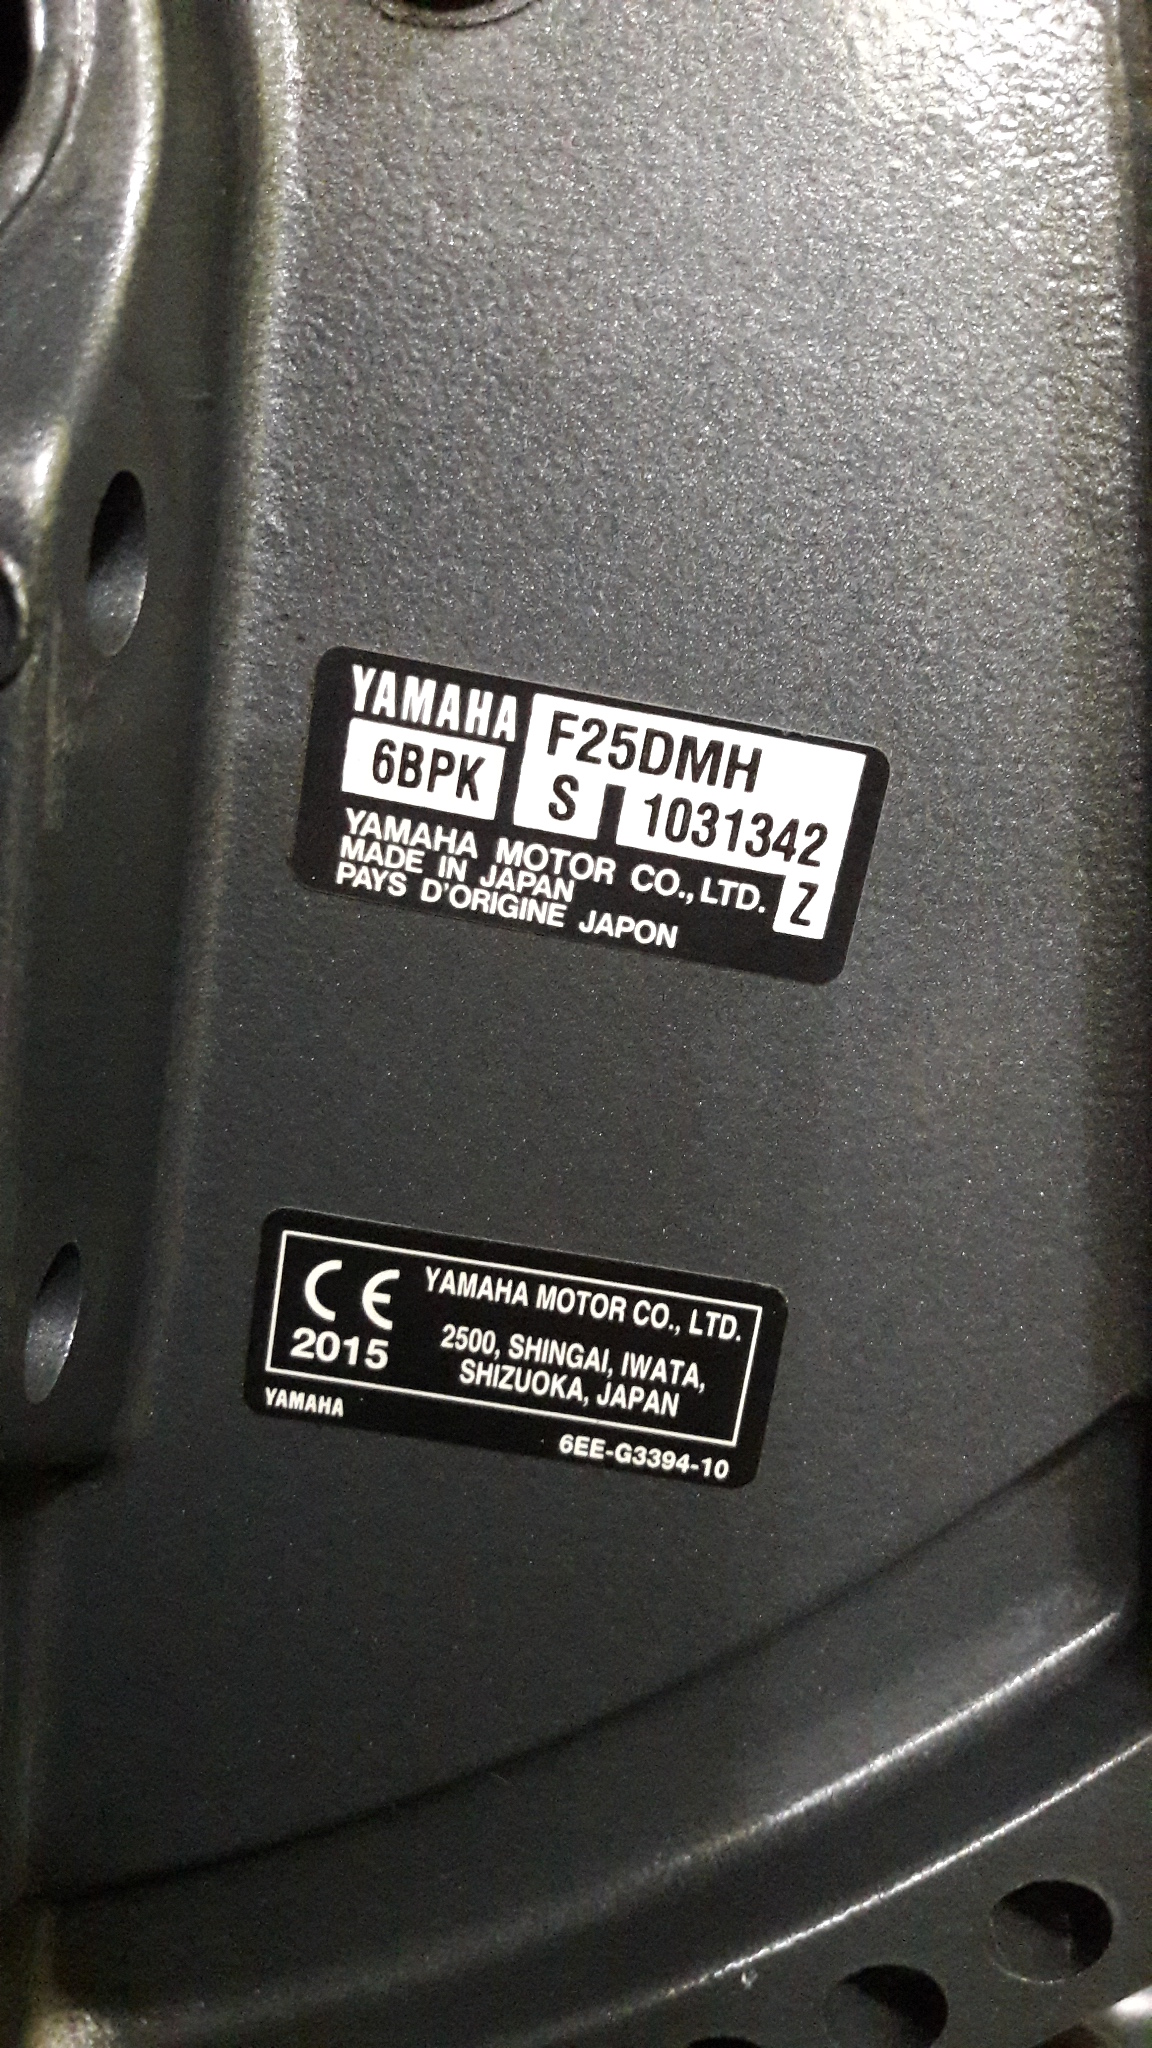 YAMAHA F25DMH
6BPK S 1031342
YAMAHA MOTOR CO.,LTD.
MADE IN JAPAN
PAYS D'ORIGINE JAPON
Z
CE YAMAHA MOTOR CO., LTD.
2015 2500, SHINGAI, IWATA,
SHIZUOKA, JAPAN
YAMAHA
6EE-G3394-10